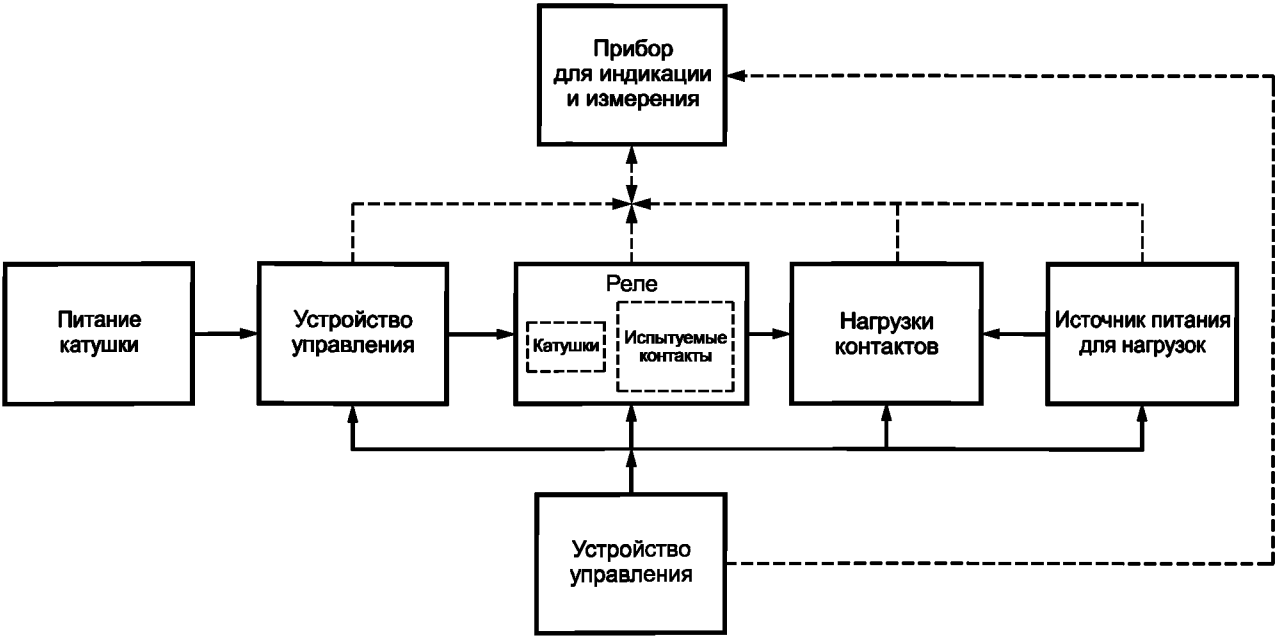 Прибор
для индикации
и измерения
Питание
катушки
Устройство
управления
Реле
Катушки
Испытуемые
контакты
Нагрузки
контактов
Источник питания
для нагрузок
Устройство
управления